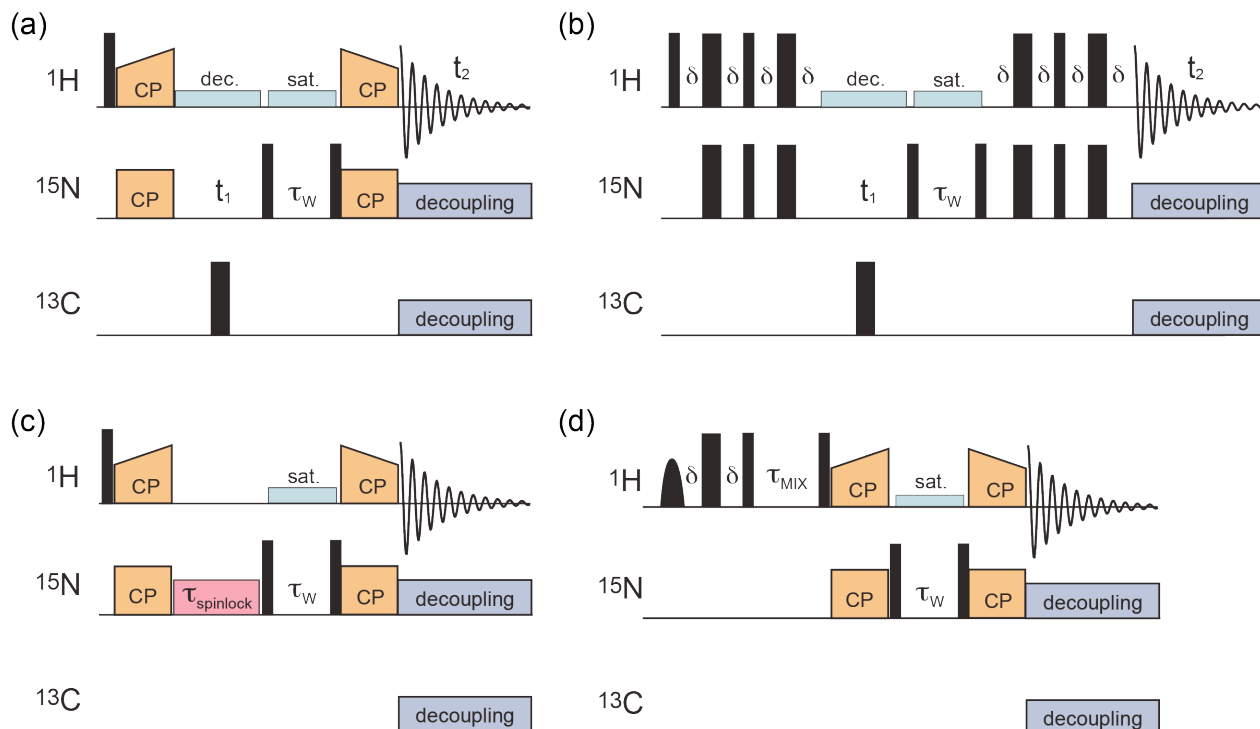 (a)
¹H
CP
dec.
sat.
CP
t₂
¹⁵N
CP
t₁
τ_W
CP
decoupling
¹³C
decoupling
(b)
¹H
δ
δ
δ
δ
dec.
sat.
δ
δ
δ
δ
t₂
¹⁵N
t₁
τ_W
decoupling
¹³C
decoupling
(c)
¹H
CP
sat.
CP
¹⁵N
CP
τ_spinlock
τ_W
CP
decoupling
¹³C
decoupling
(d)
¹H
δ
δ
τ_MIX
CP
sat.
CP
¹⁵N
CP
τ_W
CP
decoupling
¹³C
decoupling